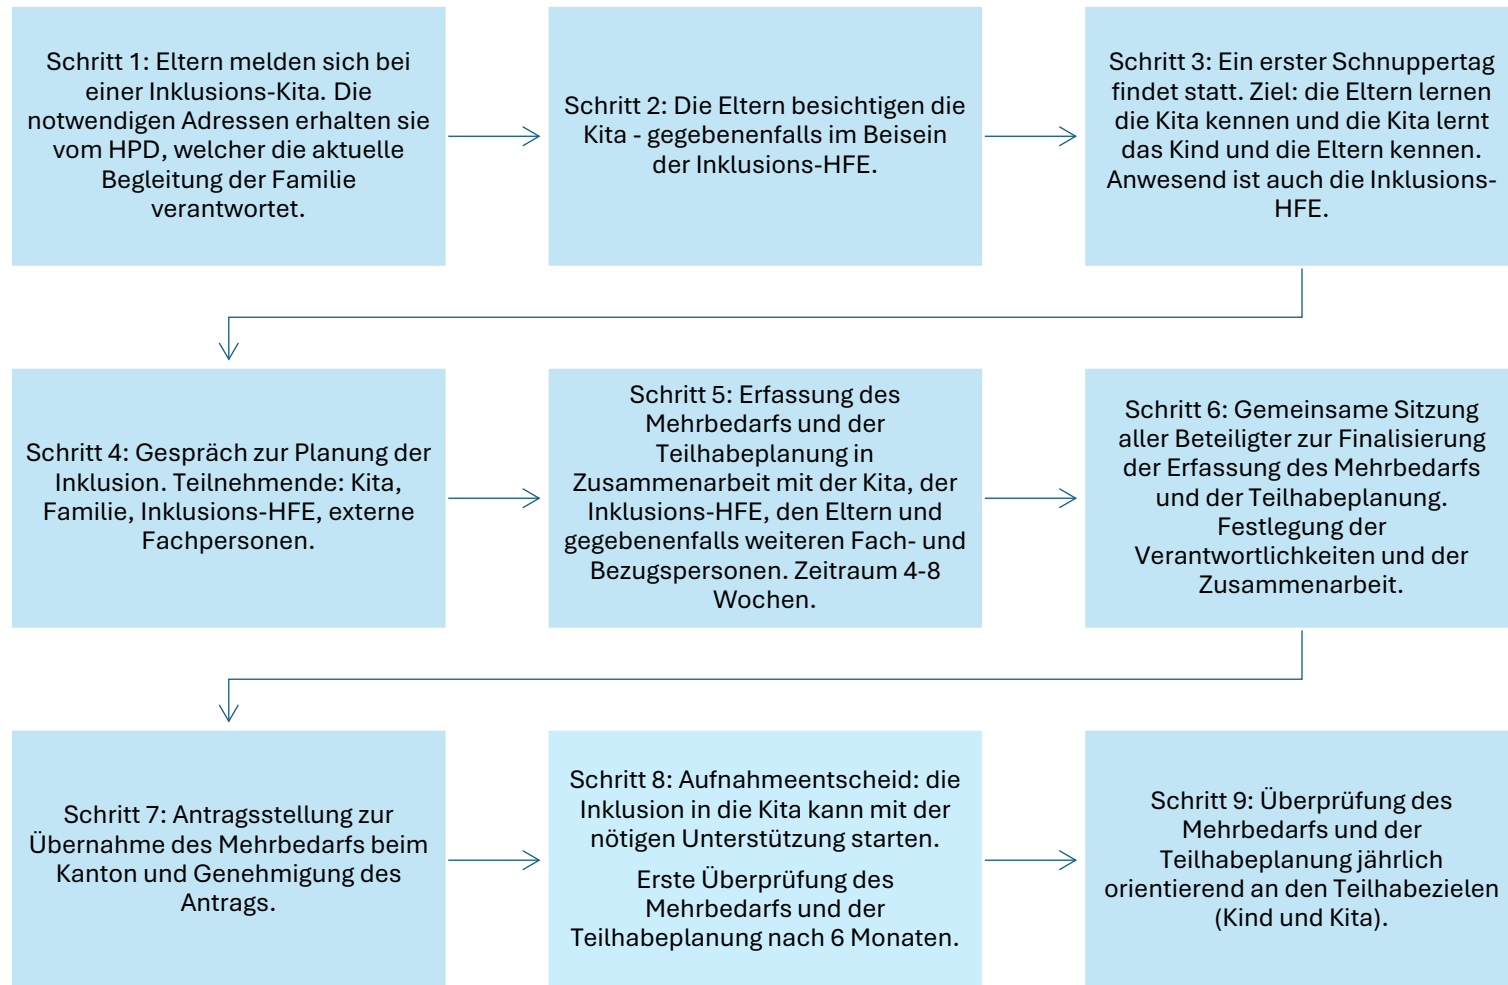 Schritt 1: Eltern melden sich bei
einer Inklusions-Kita. Die
notwendigen Adressen erhalten sie
vom HPD, welcher die aktuelle
Begleitung der Familie
verantwortet.
Schritt 2: Die Eltern besichtigen die
Kita - gegebenenfalls im Beisein
der Inklusions-HFE.
Schritt 3: Ein erster Schnuppertag
findet statt. Ziel: die Eltern lernen
die Kita kennen und die Kita lernt
das Kind und die Eltern kennen.
Anwesend ist auch die Inklusions-
HFE.
Schritt 4: Gespräch zur Planung der
Inklusion. Teilnehmende: Kita,
Familie, Inklusions-HFE, externe
Fachpersonen.
Schritt 5: Erfassung des
Mehrbedarfs und der
Teilhabeplanung in
Zusammenarbeit mit der Kita, der
Inklusions-HFE, den Eltern und
gegebenenfalls weiteren Fach- und
Bezugspersonen. Zeitraum 4-8
Wochen.
Schritt 6: Gemeinsame Sitzung
aller Beteiligter zur Finalisierung
der Erfassung des Mehrbedarfs
und der Teilhabeplanung.
Festlegung der
Verantwortlichkeiten und der
Zusammenarbeit.
Schritt 7: Antragsstellung zur
Übernahme des Mehrbedarfs beim
Kanton und Genehmigung des
Antrags.
Schritt 8: Aufnahmeentscheid: die
Inklusion in die Kita kann mit der
nötigen Unterstützung starten.
Erste Überprüfung des
Mehrbedarfs und der
Teilhabeplanung nach 6 Monaten.
Schritt 9: Überprüfung des
Mehrbedarfs und der
Teilhabeplanung jährlich
orientierend an den Teilhabezielen
(Kind und Kita).